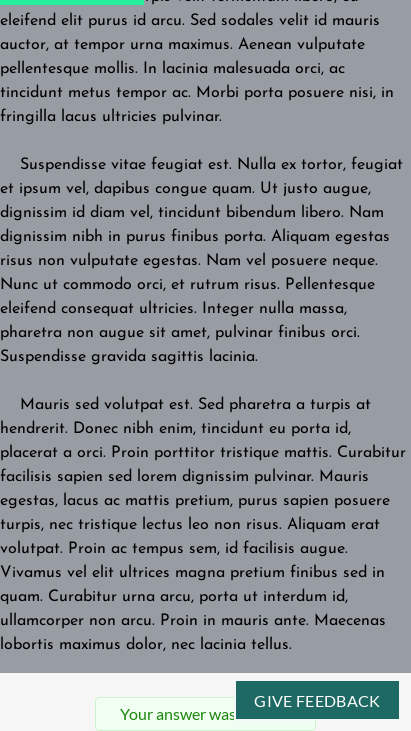 eleifend elit purus id arcu. Sed sodales velit id mauris
auctor, at tempor urna maximus. Aenean vulputate
pellentesque mollis. In lacinia malesuada orci, ac
tincidunt metus tempor ac. Morbi porta posuere nisi, in
fringilla lacus ultricies pulvinar.
Suspendisse vitae feugiat est. Nulla ex tortor, feugiat
et ipsum vel, dapibus congue quam. Ut justo augue,
dignissim id diam vel, tincidunt bibendum libero. Nam
dignissim nibh in purus finibus porta. Aliquam egestas
risus non vulputate egestas. Nam vel posuere neque.
Nunc ut commodo orci, et rutrum risus. Pellentesque
eleifend consequat ultricies. Integer nulla massa,
pharetra non augue sit amet, pulvinar finibus orci.
Suspendisse gravida sagittis lacinia.
Mauris sed volutpat est. Sed pharetra a turpis at
hendrerit. Donec nibh enim, tincidunt eu porta id,
placerat a orci. Proin porttitor tristique mattis. Curabitur
facilisis sapien sed lorem dignissim pulvinar. Mauris
egestas, lacus ac mattis pretium, purus sapien posuere
turpis, nec tristique lectus leo non risus. Aliquam erat
volutpat. Proin ac tempus sem, id facilisis augue.
Vivamus vel elit ultrices magna pretium finibus sed in
quam. Curabitur urna arcu, porta ut interdum id,
ullamcorper non arcu. Proin in mauris ante. Maecenas
lobortis maximus dolor, nec lacinia tellus.
Your answer was
GIVE FEEDBACK